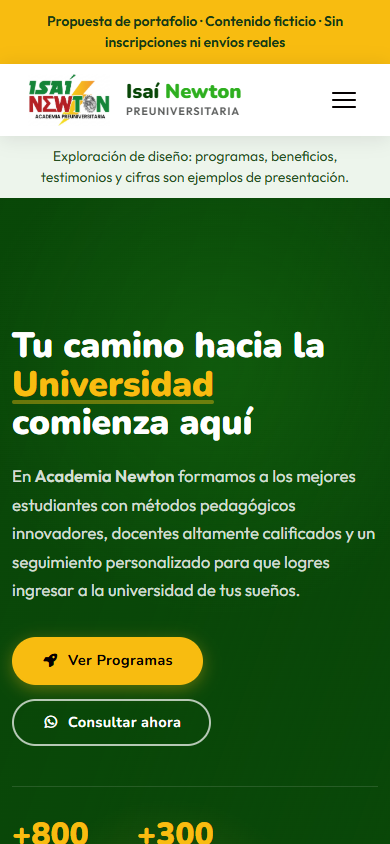 Propuesta de portafolio · Contenido ficticio · Sin
inscripciones ni envíos reales
ISAÍ
NEWTON
ACADEMIA PREUNIVERSITARIA
Isaí Newton
PREUNIVERSITARIA
Exploración de diseño: programas, beneficios,
testimonios y cifras son ejemplos de presentación.
Tu camino hacia la
Universidad
comienza aquí
En Academia Newton formamos a los mejores
estudiantes con métodos pedagógicos
innovadores, docentes altamente calificados y un
seguimiento personalizado para que logres
ingresar a la universidad de tus sueños.
Ver Programas
Consultar ahora
+800 +300